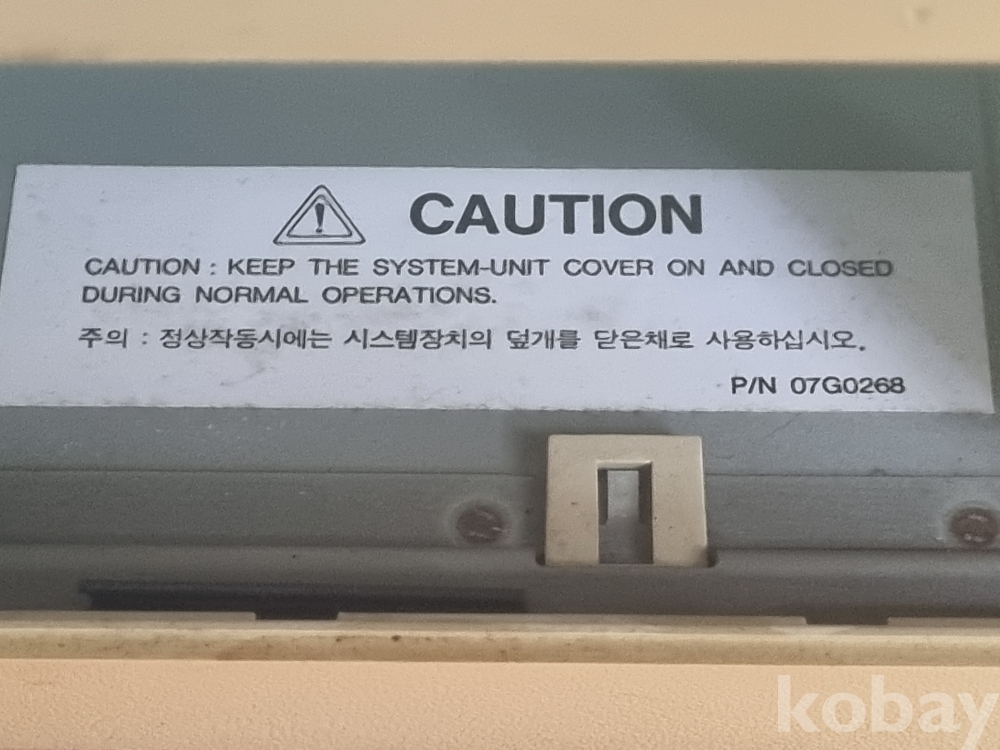 CAUTION
CAUTION : KEEP THE SYSTEM-UNIT COVER ON AND CLOSED
DURING NORMAL OPERATIONS.
주의 : 정상작동시에는 시스템장치의 덮개를 닫은채로 사용하십시오.
P/N 07G0268
kobay